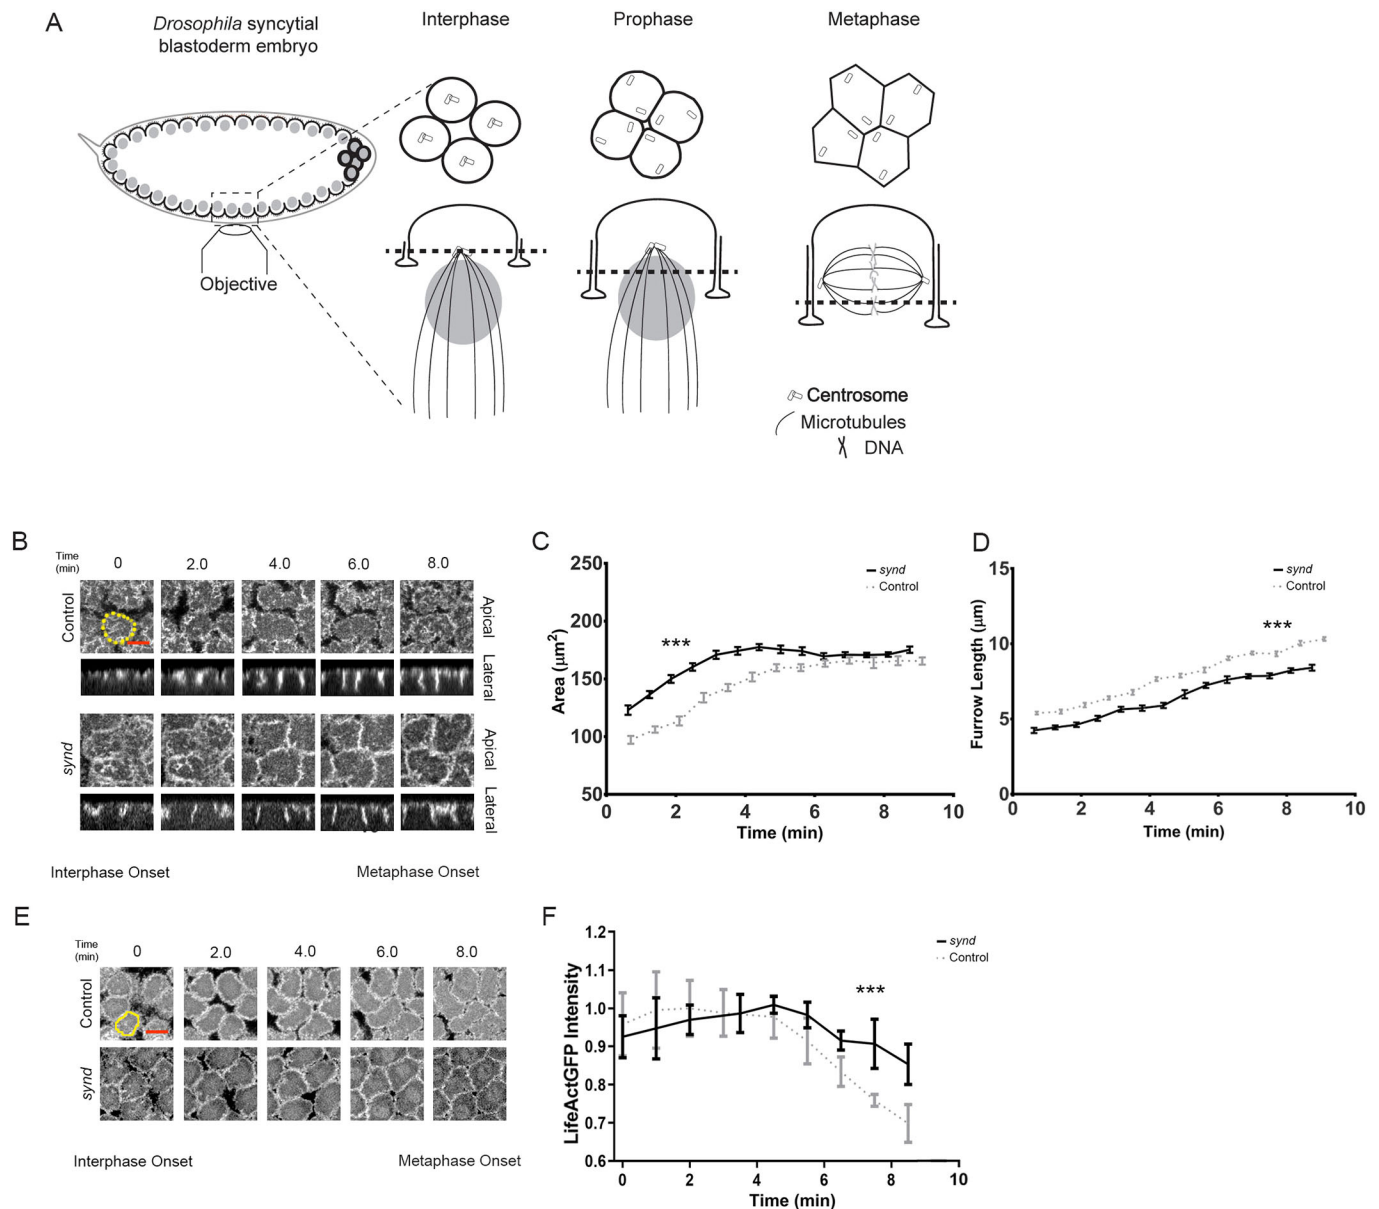 A
Drosophila syncytial
blastoderm embryo
Interphase
Prophase
Metaphase
Objective
Centrosome
Microtubules
DNA
B
Time
(min)
0
2.0
4.0
6.0
8.0
Control
Apical
Lateral
synd
Apical
Lateral
Interphase Onset
Metaphase Onset
C
250
200
150
100
50
Area (µm²)
0
2
4
6
8
10
Time (min)
***
synd
Control
D
15
10
5
0
Furrow Length (µm)
0
2
4
6
8
10
Time (min)
***
synd
Control
E
Time
(min)
0
2.0
4.0
6.0
8.0
Control
synd
Interphase Onset
Metaphase Onset
F
1.2
1.1
1.0
0.9
0.8
0.7
0.6
LifeActGFP Intensity
0
2
4
6
8
10
Time (min)
***
synd
Control